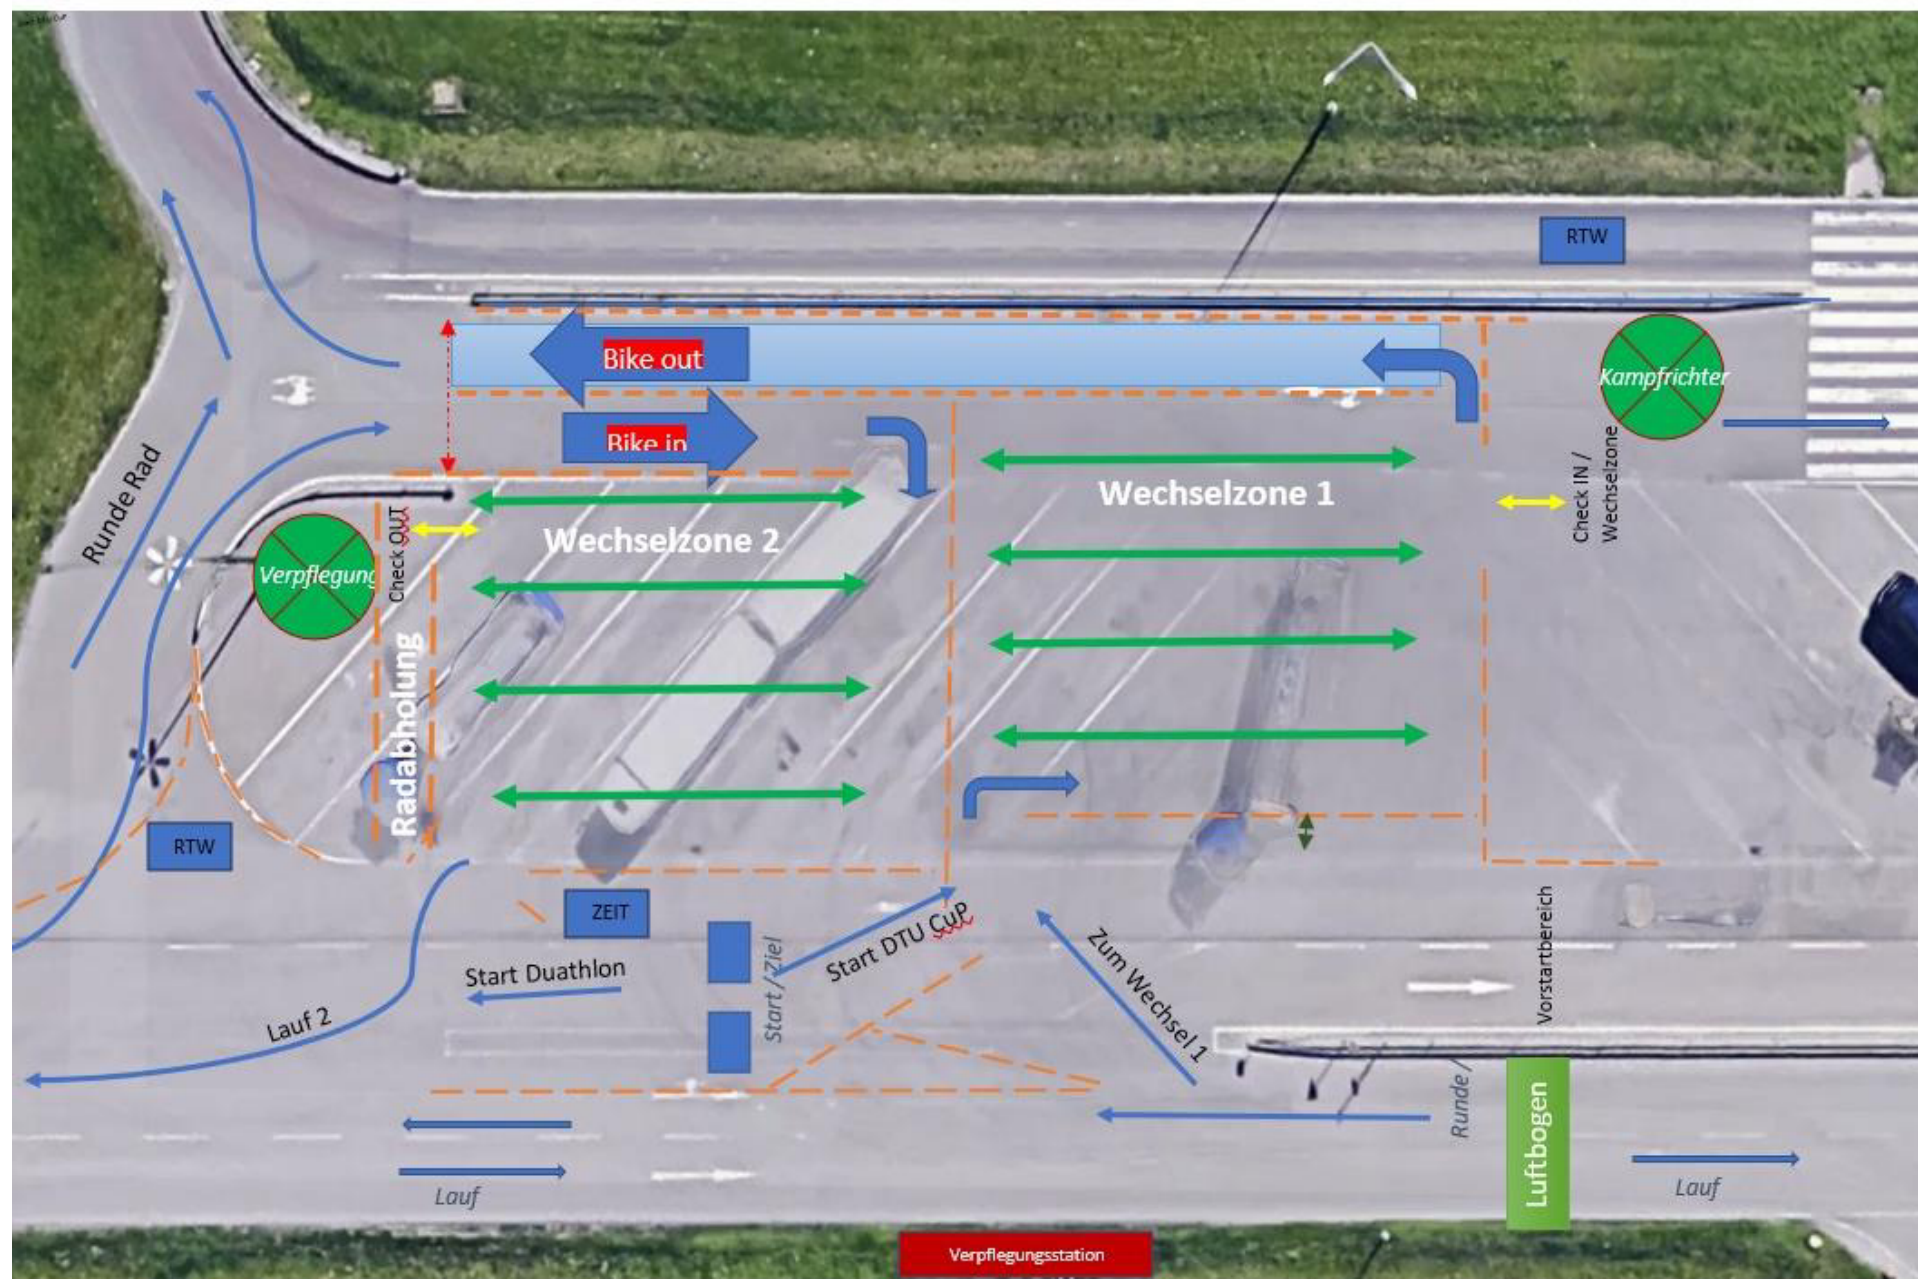 RTW
Bike out
Kampfrichter
Bike in
Runde Rad
Wechselzone 1
Check IN /
Wechselzone
Check OUT
Wechselzone 2
Verpflegung
Radabholung
RTW
ZEIT
Start / Ziel
Start DTU CuP
Vorstartbereich
Zum Wechsel 1
Start Duathlon
Lauf 2
Runde /
Luftbogen
Lauf
Lauf
Verpflegungsstation